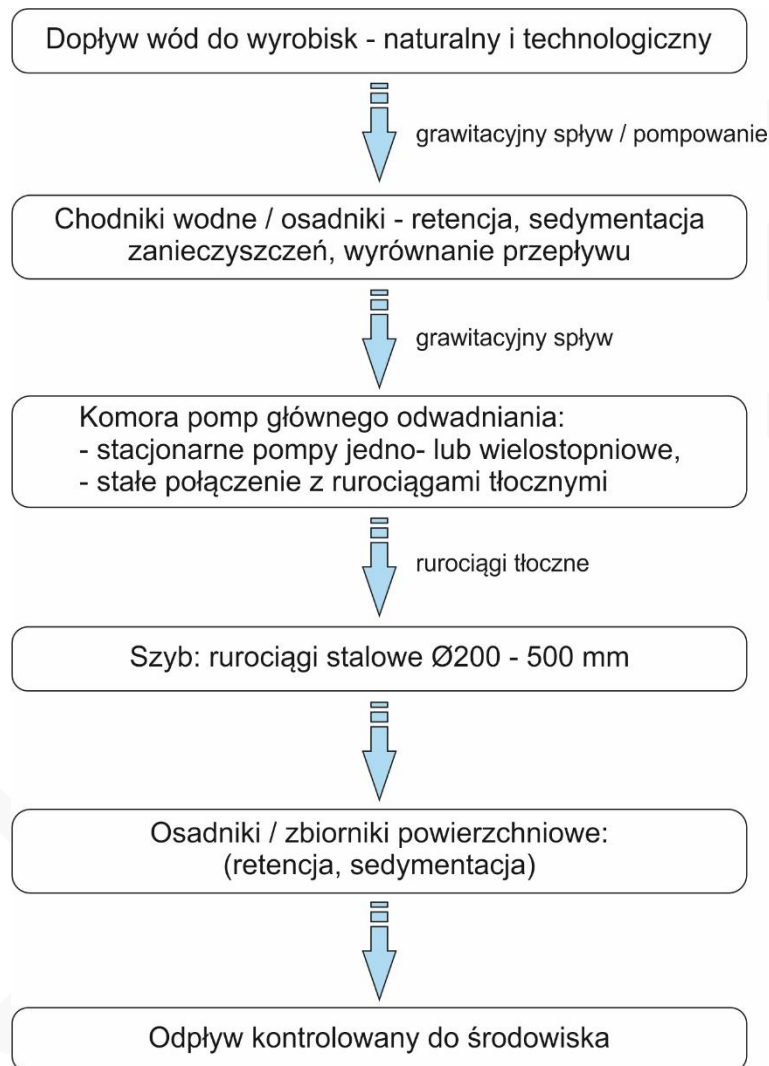 Dopływ wód do wyrobisk - naturalny i technologiczny
grawitacyjny spływ / pompowanie
Chodniki wodne / osadniki - retencja, sedymentacja
zanieczyszczeń, wyrównanie przepływu
grawitacyjny spływ
Komora pomp głównego odwadniania:
- stacjonarne pompy jedno- lub wielostopniowe,
- stałe połączenie z rurociągami tłocznymi
rurociągi tłoczne
Szyb: rurociągi stalowe Ø200 - 500 mm
Osadniki / zbiorniki powierzchniowe:
(retencja, sedymentacja)
Odpływ kontrolowany do środowiska